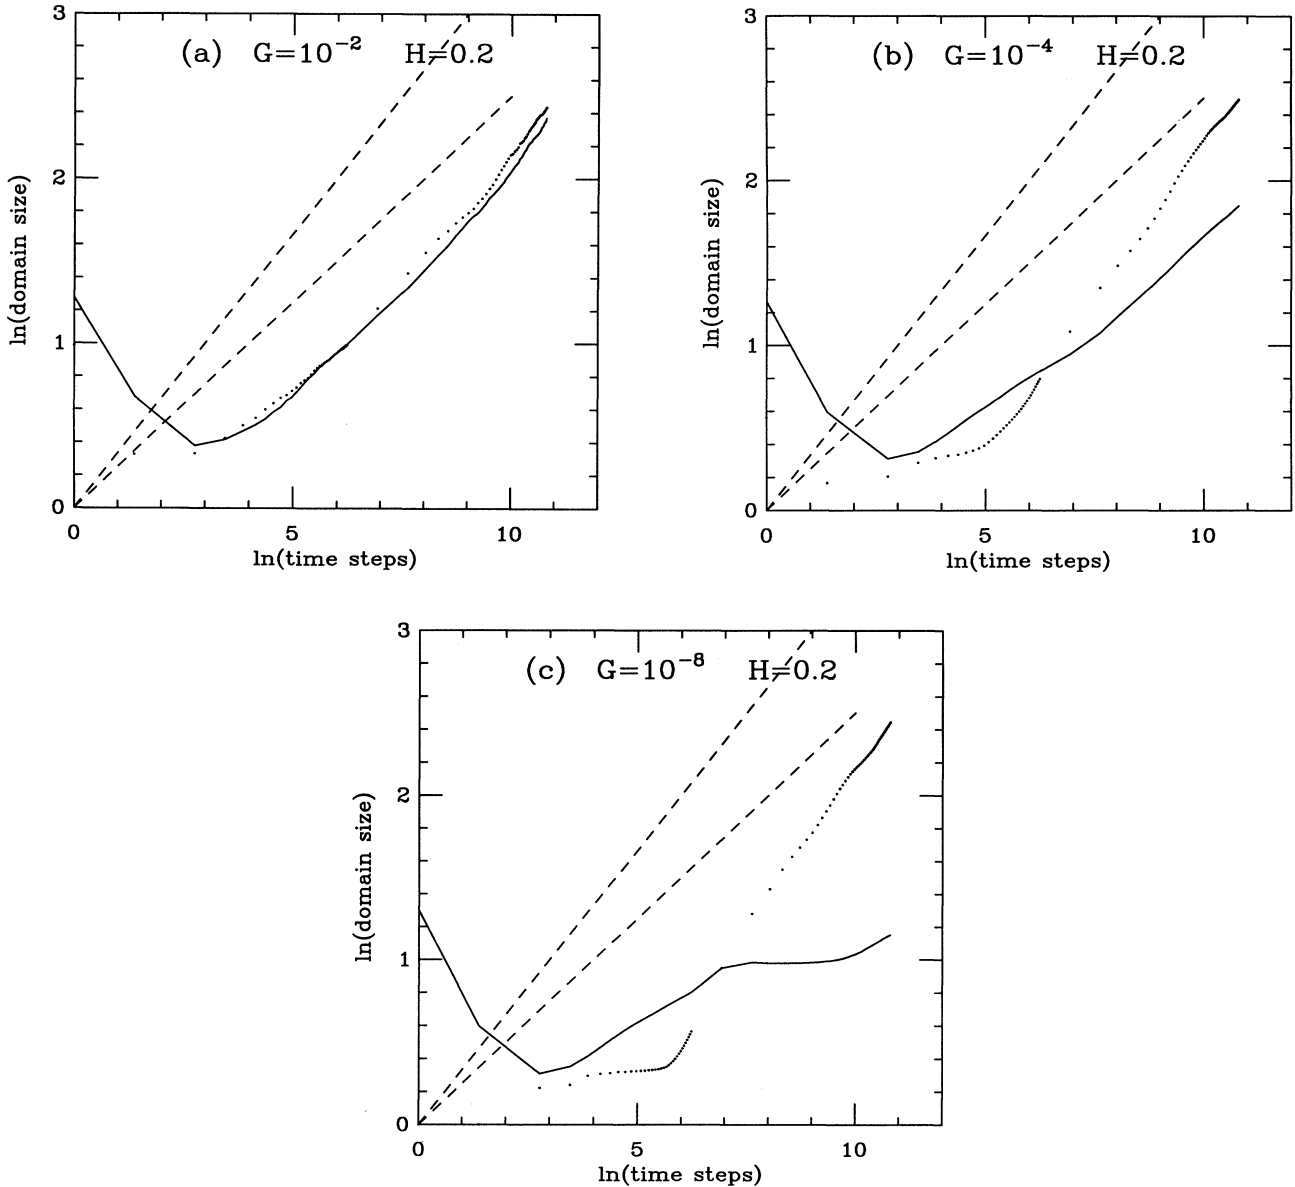 (a) G=10⁻² H=0.2
3
2
1
0
0 5 10
ln(domain size)
ln(time steps)
(b) G=10⁻⁴ H=0.2
3
2
1
0
0 5 10
ln(domain size)
ln(time steps)
(c) G=10⁻⁸ H=0.2
3
2
1
0
0 5 10
ln(domain size)
ln(time steps)